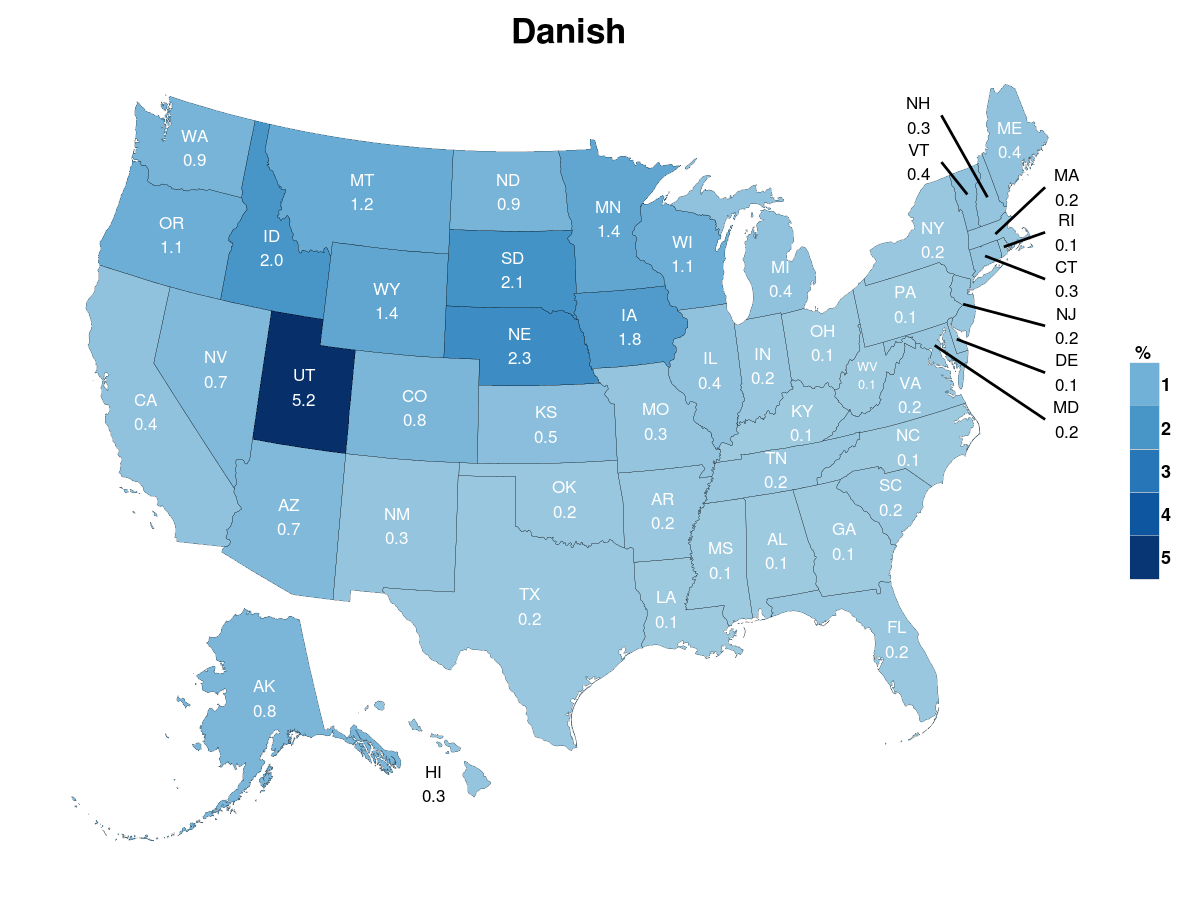 Danish
WA
0.9
OR
1.1
CA
0.4
NV
0.7
ID
2.0
MT
1.2
WY
1.4
UT
5.2
CO
0.8
AZ
0.7
NM
0.3
ND
0.9
SD
2.1
NE
2.3
KS
0.5
OK
0.2
TX
0.2
MN
1.4
IA
1.8
MO
0.3
AR
0.2
LA
0.1
WI
1.1
IL
0.4
MI
0.4
IN
0.2
OH
0.1
KY
0.1
TN
0.2
MS
0.1
AL
0.1
GA
0.1
FL
0.2
SC
0.2
NC
0.1
VA
0.2
WV
0.1
PA
0.1
NY
0.2
ME
0.4
NH
0.3
VT
0.4
MA
0.2
RI
0.1
CT
0.3
NJ
0.2
DE
0.1
MD
0.2
AK
0.8
HI
0.3
%
1
2
3
4
5